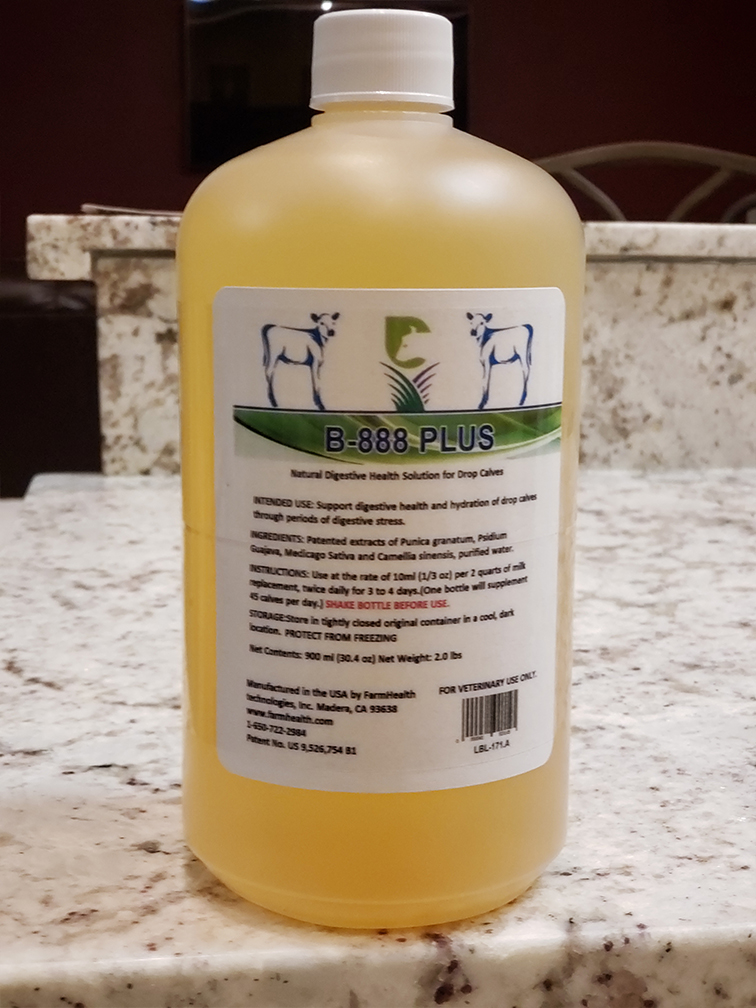 B-888 PLUS
Natural Digestive Health Solution for Drop Calves
INTENDED USE: Support digestive health and hydration of drop calves
through periods of digestive stress.
INGREDIENTS: Patented extracts of Punica granatum, Psidium
Guajava, Medicago Sativa and Camellia sinensis, purified water.
INSTRUCTIONS: Use at the rate of 10ml (1/3 oz) per 2 quarts of milk
replacement, twice daily for 3 to 4 days.(One bottle will supplement
45 calves per day.) SHAKE BOTTLE BEFORE USE.
STORAGE:Store in tightly closed original container in a cool, dark
location. PROTECT FROM FREEZING
Net Contents: 900 ml (30.4 oz) Net Weight: 2.0 lbs
Manufactured in the USA by FarmHealth
technologies, Inc. Madera, CA 93638
www.farmhealth.com
1-650-722-2984
Patent No. US 9,526,754 B1
FOR VETERINARY USE ONLY.
LBL-171.A